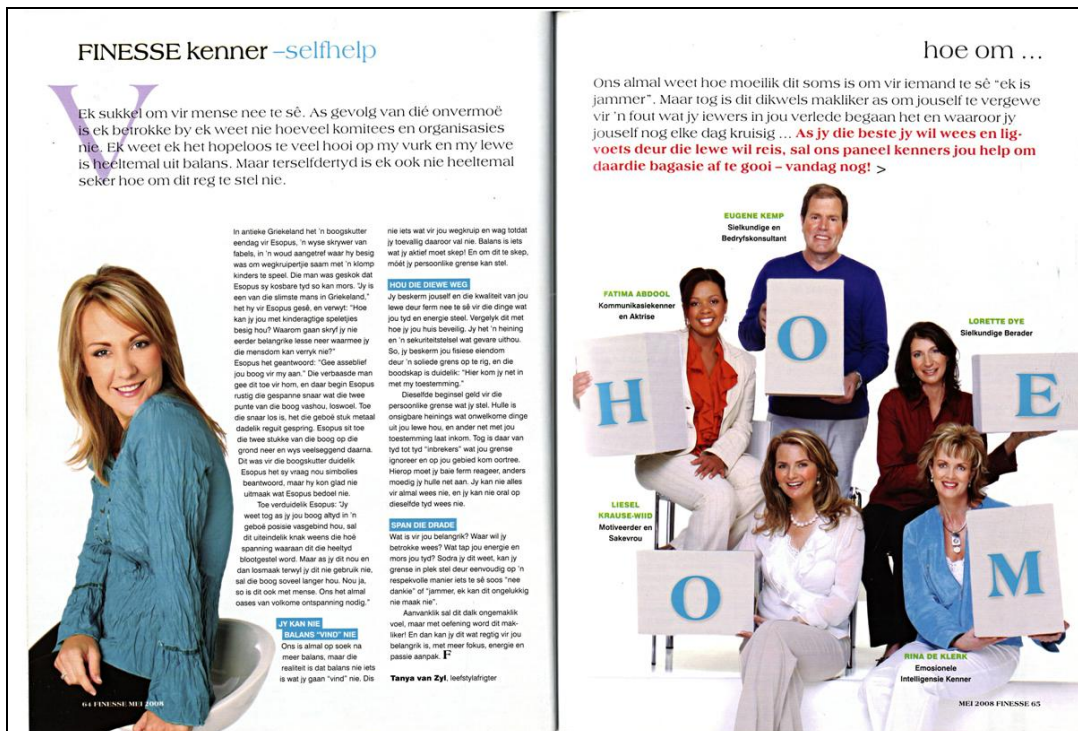 FINESSE kenner –selfhelp
V
Ek sukkel om vir mense nee te sê. As gevolg van dié onvermoë
is ek betrokke by ek weet nie hoeveel komitees en organisasies
nie. Ek weet ek het hopeloos te veel hooi op my vurk en my lewe
is heeltemal uit balans. Maar terselfdertyd is ek ook nie heeltemal
seker hoe om dit reg te stel nie.
In antieke Griekeland het 'n boogskutter
eendag vir Esopus, 'n wyse skrywer van
fabels, in 'n woud aangetref waar hy besig
was om wegkruipertjie saam met 'n klomp
kinders te speel. Die man was geskok dat
Esopus sy kosbare tyd so kan mors. "Jy is
een van die slimste mans in Griekeland,"
het hy vir Esopus gesê, en verwyt: "Hoe
kan jy jou met kinderagtige speletjies
besig hou? Waarom gaan skryf jy nie
eerder belangrike lesse neer waarmee jy
die mensdom kan verryk nie?"
Esopus het geantwoord: "Gee asseblief
jou boog vir my aan." Die verbaasde man
gee dit toe vir hom, en daar begin Esopus
rustig die gespanne snaar wat die twee
punte van die boog vashou, loswoel. Toe
die snaar los is, het die geboë stuk metaal
dadelik reguit gespring. Esopus sit toe
die twee stukke van die boog op die
grond neer en wys veelseggend daarna.
Dit was vir die boogskutter duidelik
Esopus het sy vraag nou simbolies
beantwoord, maar hy kon glad nie
uitmaak wat Esopus bedoel nie.
Toe verduidelik Esopus: "Jy
weet tog as jy jou boog altyd in 'n
geboë posisie vasgebind hou, sal
dit uiteindelik knak weens die hoë
spanning waaraan dit die heeltyd
blootgestel word. Maar as jy dit nou en
dan losmaak terwyl jy dit nie gebruik nie,
sal die boog soveel langer hou. Nou ja,
so is dit ook met mense. Ons het almal
oases van volkome ontspanning nodig."
JY KAN NIE
BALANS "VIND" NIE
Ons is almal op soek na
meer balans, maar die
realiteit is dat balans nie iets
is wat jy gaan "vind" nie. Dis
nie iets wat vir jou wegkruip en wag totdat
jy toevallig daaroor val nie. Balans is iets
wat jy aktief moet skep! En om dit te skep,
móét jy persoonlike grense kan stel.
HOU DIE DIEWE WEG
Jy beskerm jouself en die kwaliteit van jou
lewe deur ferm nee te sê vir die dinge wat
jou tyd en energie steel. Vergelyk dit met
hoe jy jou huis beveilig. Jy het 'n heining
en 'n sekuriteitstelsel wat gevare uithou.
So, jy beskerm jou fisiese eiendom
deur 'n soliede grens op te rig, en die
boodskap is duidelik: "Hier kom jy net in
met my toestemming."
Dieselfde beginsel geld vir die
persoonlike grense wat jy stel. Hulle is
onsigbare heinings wat onwelkome dinge
uit jou lewe hou, en ander net met jou
toestemming laat inkom. Tog is daar van
tyd tot tyd "inbrekers" wat jou grense
ignoreer en op jou gebied kom oortree.
Hierop moet jy baie ferm reageer, anders
moedig jy hulle net aan. Jy kan nie alles
vir almal wees nie, en jy kan nie oral op
dieselfde tyd wees nie.
SPAN DIE DRADE
Wat is vir jou belangrik? Waar wil jy
betrokke wees? Wat tap jou energie en
mors jou tyd? Sodra jy dit weet, kan jy
grense in plek stel deur eenvoudig op 'n
respekvolle manier iets te sê soos "nee
dankie" of "jammer, ek kan dit ongelukkig
nie maak nie".
Aanvanklik sal dit dalk ongemaklik
voel, maar met oefening word dit mak-
liker! En dan kan jy dit wat regtig vir jou
belangrik is, met meer fokus, energie en
passie aanpak. F
Tanya van Zyl, leefstylafrigter
64 FINESSE MEI 2008
hoe om ...
Ons almal weet hoe moeilik dit soms is om vir iemand te sê "ek is
jammer". Maar tog is dit dikwels makliker as om jouself te vergewe
vir 'n fout wat jy iewers in jou verlede begaan het en waaroor jy
jouself nog elke dag kruisig ... As jy die beste jy wil wees en lig-
voets deur die lewe wil reis, sal ons paneel kenners jou help om
daardie bagasie af te gooi – vandag nog! >
EUGENE KEMP
Sielkundige en
Bedryfskonsultant
FATIMA ABDOOL
Kommunikasiekenner
en Aktrise
LORETTE DYE
Sielkundige Berader
H
O
E
LIESEL
KRAUSE-WIID
Motiveerder en
Sakevrou
O
M
RINA DE KLERK
Emosionele
Intelligensie Kenner
MEI 2008 FINESSE 65